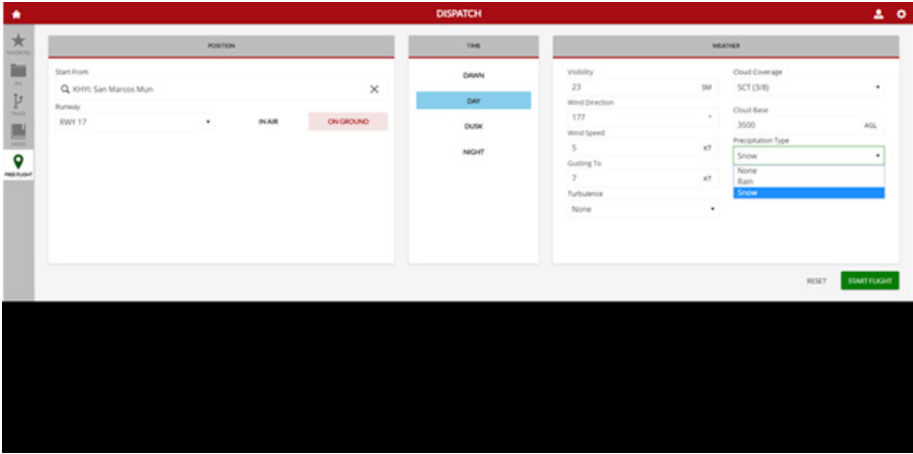 DISPATCH
FAVORITES
ALL
SAVED
FREE FLIGHT
POSITION
Start From
KHYI: San Marcos Mun
Runway
RWY 17
IN AIR
ON GROUND
TIME
DAWN
DAY
DUSK
NIGHT
WEATHER
Visibility
23 SM
Wind Direction
177 °
Wind Speed
5 KT
Gusting To
7 KT
Turbulence
None
Cloud Coverage
SCT (3/8)
Cloud Base
3500 AGL
Precipitation Type
Snow
None
Rain
Snow
RESET
START FLIGHT